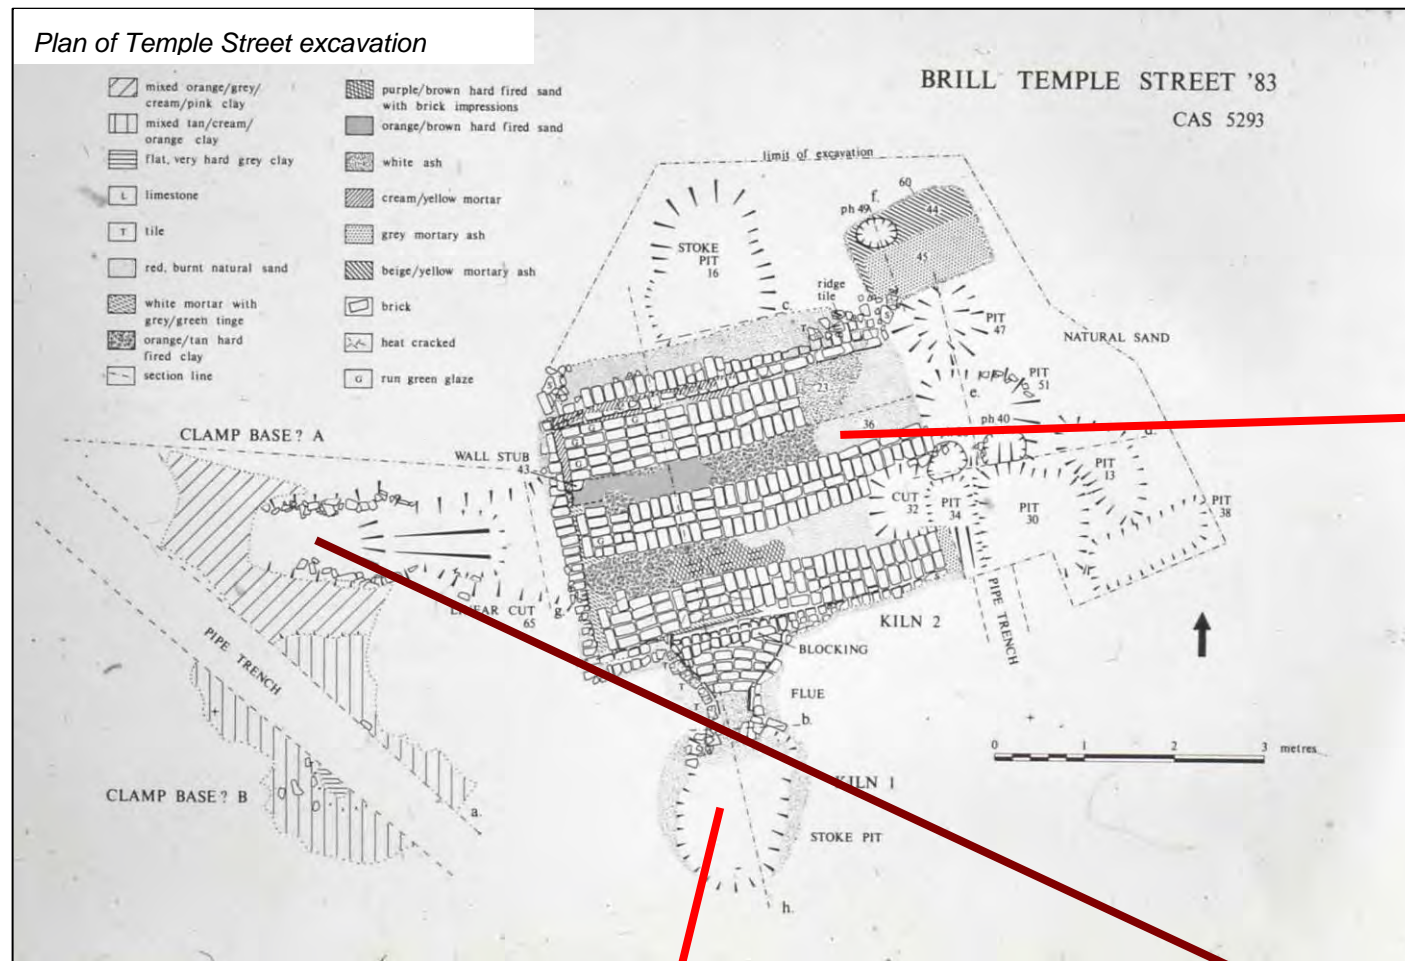 Plan of Temple Street excavation
BRILL TEMPLE STREET '83
CAS 5293
mixed orange/grey/
cream/pink clay
mixed tan/cream/
orange clay
flat, very hard grey clay
L limestone
T tile
red, burnt natural sand
white mortar with
grey/green tinge
orange/tan hard
fired clay
section line
purple/brown hard fired sand
with brick impressions
orange/brown hard fired sand
white ash
cream/yellow mortar
grey mortary ash
beige/yellow mortary ash
brick
heat cracked
G run green glaze
limit of excavation
60
f.
ph 49
44
45
STOKE
PIT
16
ridge
tile
c.
S
PIT
47
NATURAL SAND
T
S
23
PIT
51
e.
ph 40
36
d.
CLAMP BASE? A
WALL STUB
43
G
G
G
G
G
PIT
13
CUT
32
PIT
34
PIT
30
PIT
38
LINEAR CUT
65
g.
PIPE TRENCH
PIPE TRENCH
KILN 2
BLOCKING
FLUE
T
T
b.
0 1 2 3 metres
CLAMP BASE? B
a.
KILN 1
STOKE PIT
h.